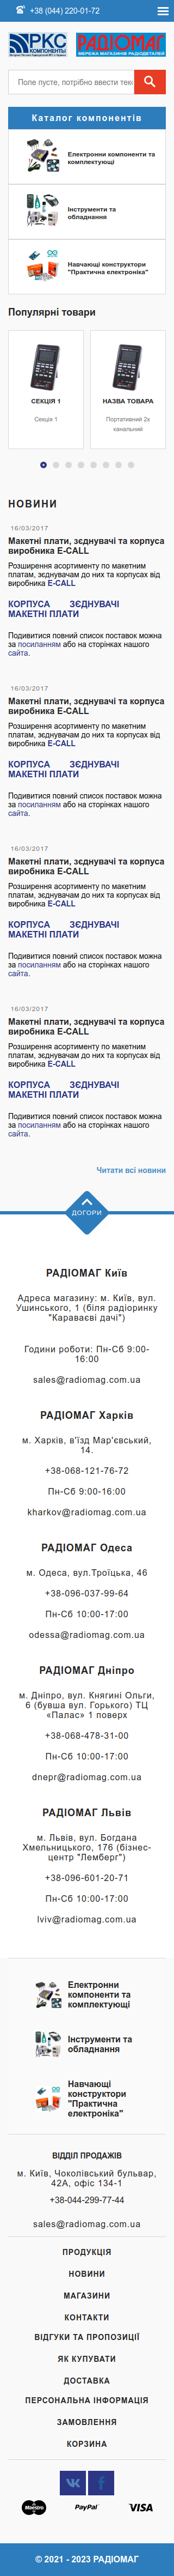 +38 (044) 220-01-72
РКС
КОМПОНЕНТЫ
РАДІОМАГ
МЕРЕЖА МАГАЗИНІВ РАДІОДЕТАЛЕЙ
Поле пусте, потрібно ввести текс
Каталог компонентів
Електронни компоненти та
комплектующі
Інструменти та
обладнання
Навчающі конструктори
"Практична електроніка"
Популярні товари
СЕКЦІЯ 1
Секція 1
НАЗВА ТОВАРА
Портативний 2х
канальний
НОВИНИ
16/03/2017
Макетні плати, зєднувачі та корпуса
виробника E-CALL
Розширення асортименту по макетним
платам, зэднувачам до них та корпусах від
виробника E-CALL
КОРПУСА ЗЄДНУВАЧІ
МАКЕТНІ ПЛАТИ
Подивитися повний список поставок можна
за посиланням або на сторінках нашого
сайта.
16/03/2017
Макетні плати, зєднувачі та корпуса
виробника E-CALL
Розширення асортименту по макетним
платам, зэднувачам до них та корпусах від
виробника E-CALL
КОРПУСА ЗЄДНУВАЧІ
МАКЕТНІ ПЛАТИ
Подивитися повний список поставок можна
за посиланням або на сторінках нашого
сайта.
16/03/2017
Макетні плати, зєднувачі та корпуса
виробника E-CALL
Розширення асортименту по макетним
платам, зэднувачам до них та корпусах від
виробника E-CALL
КОРПУСА ЗЄДНУВАЧІ
МАКЕТНІ ПЛАТИ
Подивитися повний список поставок можна
за посиланням або на сторінках нашого
сайта.
16/03/2017
Макетні плати, зєднувачі та корпуса
виробника E-CALL
Розширення асортименту по макетним
платам, зэднувачам до них та корпусах від
виробника E-CALL
КОРПУСА ЗЄДНУВАЧІ
МАКЕТНІ ПЛАТИ
Подивитися повний список поставок можна
за посиланням або на сторінках нашого
сайта.
Читати всі новини
ДОГОРИ
РАДІОМАГ Київ
Адреса магазину: м. Київ, вул.
Ушинського, 1 (біля радіоринку
"Караваєві дачі")
Години роботи: Пн-Сб 9:00-
16:00
sales@radiomag.com.ua
РАДІОМАГ Харків
м. Харків, в'їзд Мар'євський,
14.
+38-068-121-76-72
Пн-Сб 9:00-16:00
kharkov@radiomag.com.ua
РАДІОМАГ Одеса
м. Одеса, вул.Троїцька, 46
+38-096-037-99-64
Пн-Сб 10:00-17:00
odessa@radiomag.com.ua
РАДІОМАГ Дніпро
м. Дніпро, вул. Княгині Ольги,
6 (бувша вул. Горького) ТЦ
«Палас» 1 поверх
+38-068-478-31-00
Пн-Сб 10:00-17:00
dnepr@radiomag.com.ua
РАДІОМАГ Львів
м. Львів, вул. Богдана
Хмельницького, 176 (бізнес-
центр "Лемберг")
+38-096-601-20-71
Пн-Сб 10:00-17:00
lviv@radiomag.com.ua
Електронни
компоненти та
комплектующі
Інструменти та
обладнання
Навчающі
конструктори
"Практична
електроніка"
ВІДДІЛ ПРОДАЖІВ
м. Київ, Чоколівський бульвар,
42А, офіс 134-1
+38-044-299-77-44
sales@radiomag.com.ua
ПРОДУКЦІЯ
НОВИНИ
МАГАЗИНИ
КОНТАКТИ
ВІДГУКИ ТА ПРОПОЗИЦІЇ
ЯК КУПУВАТИ
ДОСТАВКА
ПЕРСОНАЛЬНА ІНФОРМАЦІЯ
ЗАМОВЛЕННЯ
КОРЗИНА
Maestro PayPal VISA
© 2021 - 2023 РАДІОМАГ